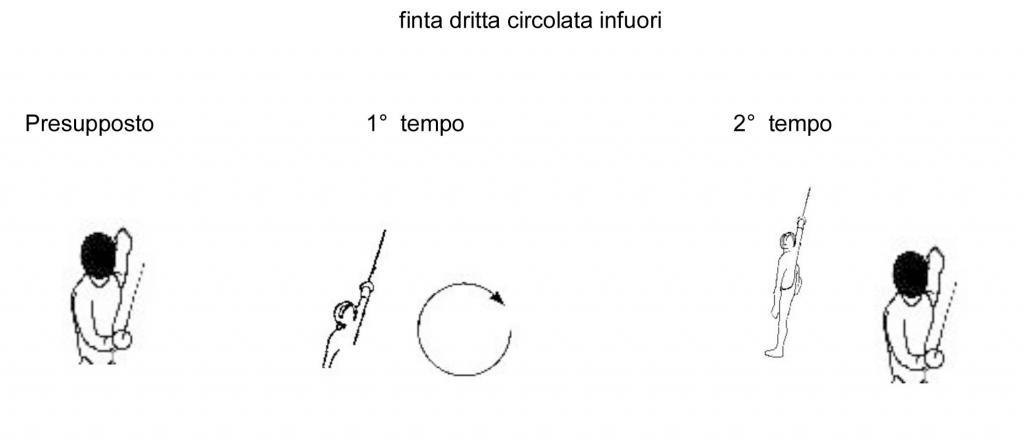 finta dritta circolata infuori
Presupposto 1° tempo 2° tempo